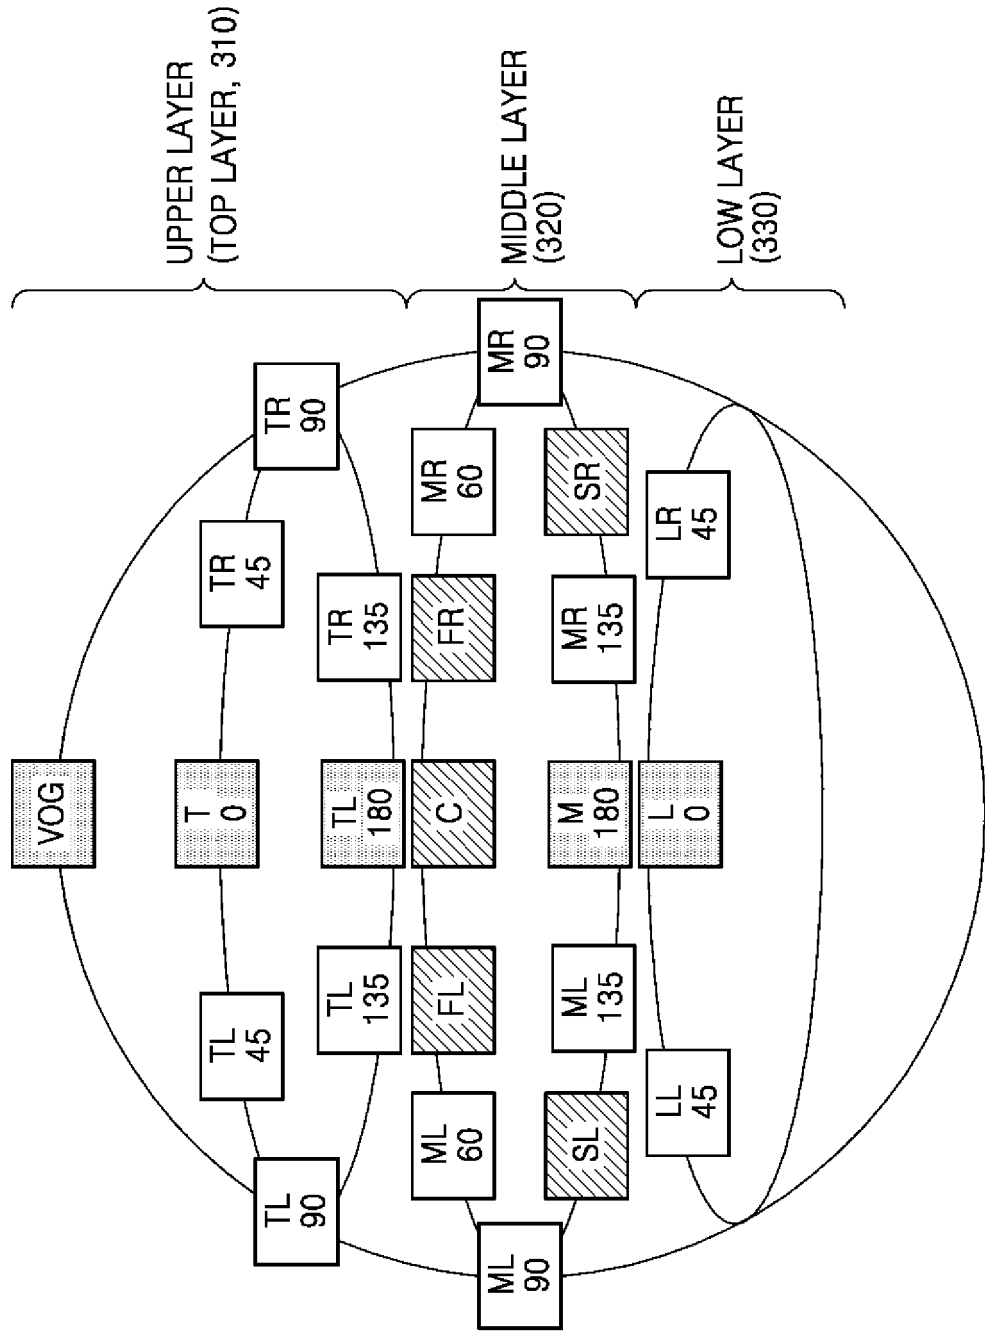 VOG
T
0
TL
45
TR
45
TL
90
TR
90
TL
135
TL
180
TR
135
UPPER LAYER
(TOP LAYER, 310)
ML
60
FL
C
FR
MR
60
ML
90
MR
90
SL
ML
135
M
180
MR
135
SR
MIDDLE LAYER
(320)
LL
45
L
0
LR
45
LOW LAYER
(330)